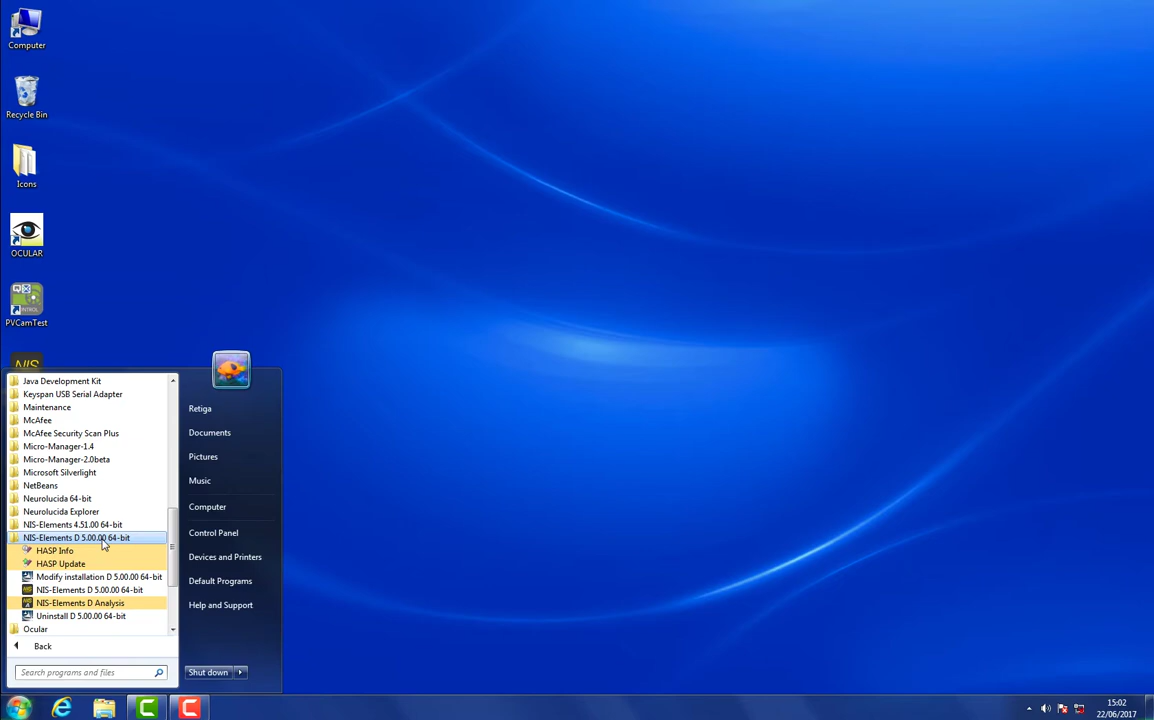 Computer
Recycle Bin
Icons
OCULAR
PVCamTest
NIS
Java Development Kit
Keyspan USB Serial Adapter
Maintenance
McAfee
McAfee Security Scan Plus
Micro-Manager-1.4
Micro-Manager-2.0beta
Microsoft Silverlight
NetBeans
Neurolucida 64-bit
Neurolucida Explorer
NIS-Elements 4.51.00 64-bit
NIS-Elements D 5.00.00 64-bit
HASP Info
HASP Update
Modify installation D 5.00.00 64-bit
NIS-Elements D 5.00.00 64-bit
NIS-Elements D Analysis
Uninstall D 5.00.00 64-bit
Ocular
Back
Search programs and files
Retiga
Documents
Pictures
Music
Computer
Control Panel
Devices and Printers
Default Programs
Help and Support
Shut down
15:02
22/06/2017